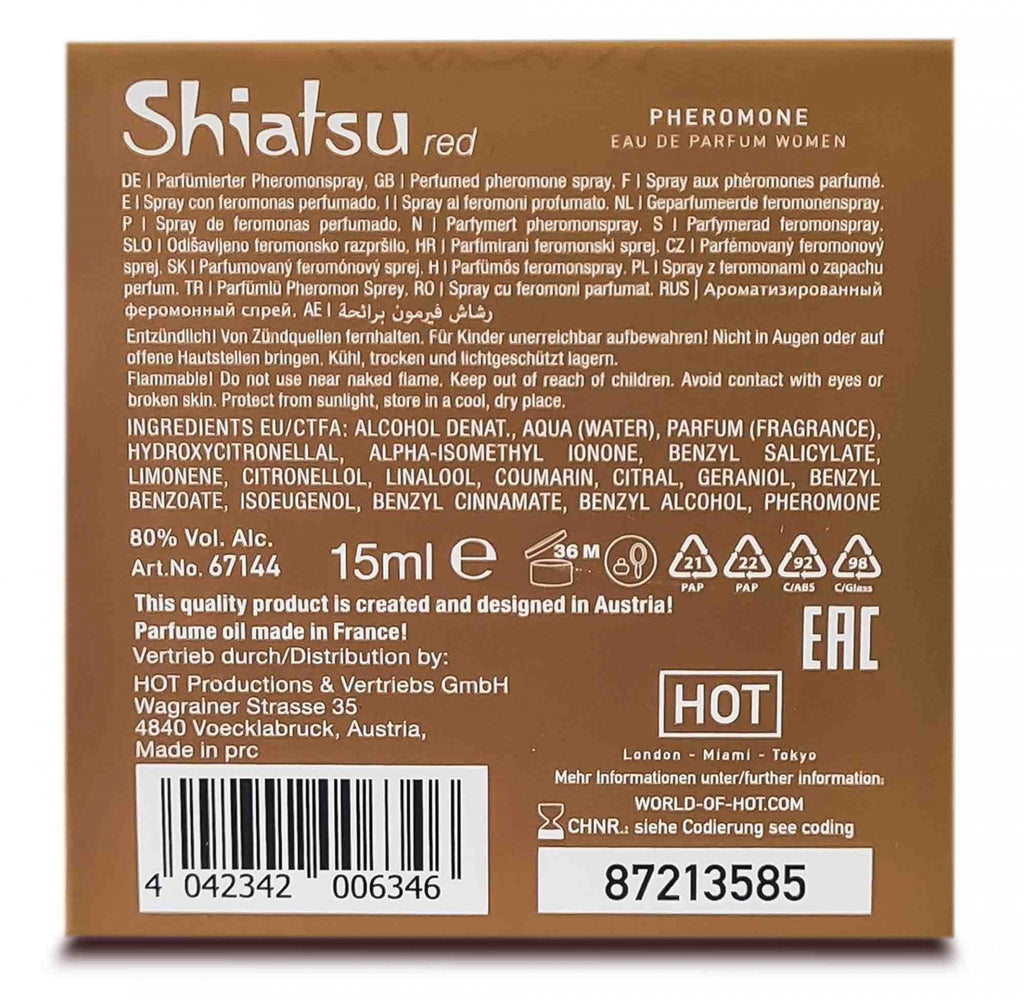 Shiatsu red
PHEROMONE
EAU DE PARFUM WOMEN
DE | Parfümierter Pheromonspray, GB | Perfumed pheromone spray, F | Spray aux phéromones parfumé.
E | Spray con feromonas perfumado. I | Spray ai feromoni profumato. NL | Geparfumeerde feromonenspray.
P | Spray de feromonas perfumado, N | Parfymert pheromonspray. S | Parfymerad feromonspray.
SLO | Odišavljeno feromonsko razpršilo, HR | Parfimirani feromonski sprej. CZ | Parfémovaný feromonový
sprej. SK | Parfumovaný feromónový sprej, H | Parfümös feromonspray. PL | Spray z feromonami o zapachu
perfum. TR | Parfümlü Pheromon Sprey, RO | Spray cu feromoni parfumat. RUS | Ароматизированный
феромонный спрей. AE | رشاش فيرمون برائحة
Entzündlich! Von Zündquellen fernhalten. Für Kinder unerreichbar aufbewahren! Nicht in Augen oder auf
offene Hautstellen bringen. Kühl, trocken und lichtgeschützt lagern.
Flammable! Do not use near naked flame. Keep out of reach of children. Avoid contact with eyes or
broken skin. Protect from sunlight, store in a cool, dry place.
INGREDIENTS EU/CTFA: ALCOHOL DENAT., AQUA (WATER), PARFUM (FRAGRANCE),
HYDROXYCITRONELLAL, ALPHA-ISOMETHYL IONONE, BENZYL SALICYLATE,
LIMONENE, CITRONELLOL, LINALOOL, COUMARIN, CITRAL, GERANIOL, BENZYL
BENZOATE, ISOEUGENOL, BENZYL CINNAMATE, BENZYL ALCOHOL, PHEROMONE
80% Vol. Alc.
Art.No. 67144
15ml e
36 M
21 22 92 98
PAP PAP C/ABS C/Glass
This quality product is created and designed in Austria!
Parfume oil made in France!
EAC
Vertrieb durch/Distribution by:
HOT Productions & Vertriebs GmbH
Wagrainer Strasse 35
4840 Voecklabruck, Austria,
Made in prc
HOT
London - Miami - Tokyo
Mehr Informationen unter/further information:
WORLD-OF-HOT.COM
CHNR.: siehe Codierung see coding
4 042342 006346
87213585